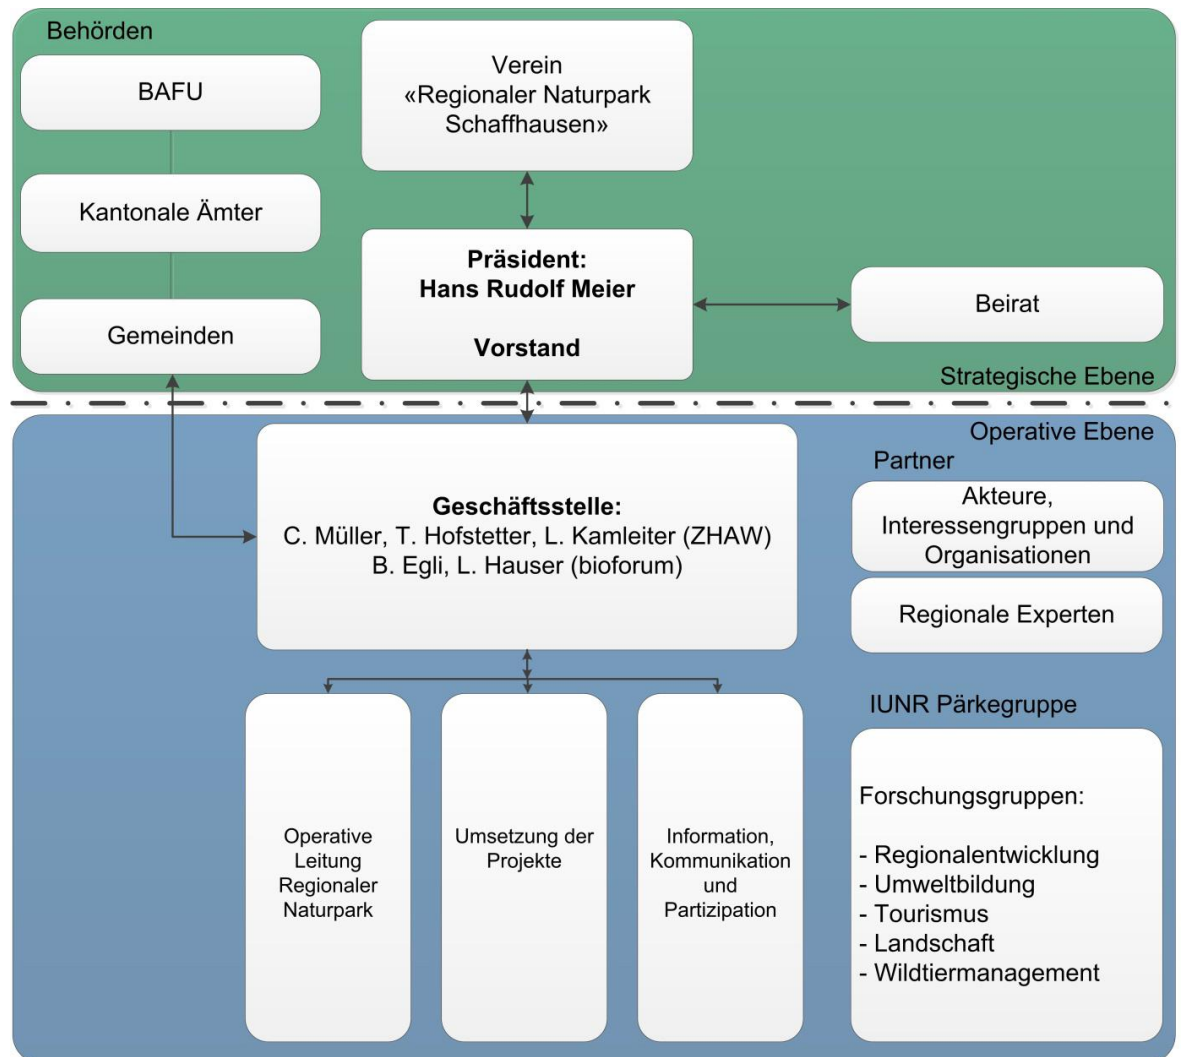 Behörden
BAFU
Kantonale Ämter
Gemeinden
Verein
«Regionaler Naturpark
Schaffhausen»
Präsident:
Hans Rudolf Meier
Vorstand
Beirat
Strategische Ebene
Operative Ebene
Geschäftsstelle:
C. Müller, T. Hofstetter, L. Kamleiter (ZHAW)
B. Egli, L. Hauser (bioforum)
Partner
Akteure,
Interessengruppen und
Organisationen
Regionale Experten
Operative
Leitung
Regionaler
Naturpark
Umsetzung der
Projekte
Information,
Kommunikation
und
Partizipation
IUNR Pärkegruppe
Forschungsgruppen:
- Regionalentwicklung
- Umweltbildung
- Tourismus
- Landschaft
- Wildtiermanagement